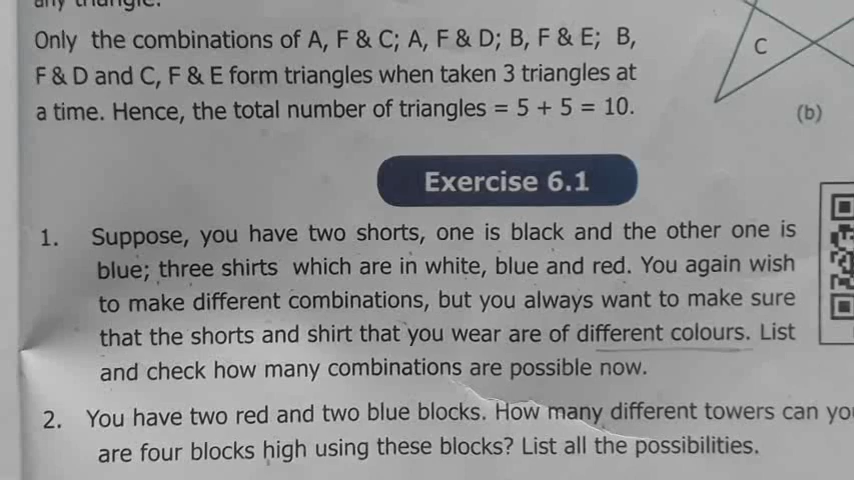 any triangle.
Only the combinations of A, F & C; A, F & D; B, F & E; B,
F & D and C, F & E form triangles when taken 3 triangles at
a time. Hence, the total number of triangles = 5 + 5 = 10.
C
(b)
Exercise 6.1
1. Suppose, you have two shorts, one is black and the other one is
blue; three shirts which are in white, blue and red. You again wish
to make different combinations, but you always want to make sure
that the shorts and shirt that you wear are of different colours. List
and check how many combinations are possible now.
2. You have two red and two blue blocks. How many different towers can
are four blocks high using these blocks? List all the possibilities.